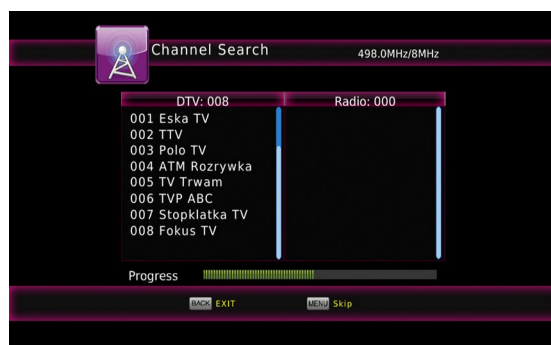 Channel Search
498.0MHz/8MHz
DTV: 008
Radio: 000
001 Eska TV
002 TTV
003 Polo TV
004 ATM Rozrywka
005 TV Trwam
006 TVP ABC
007 Stopklatka TV
008 Fokus TV
Progress
BACK EXIT
MENU Skip